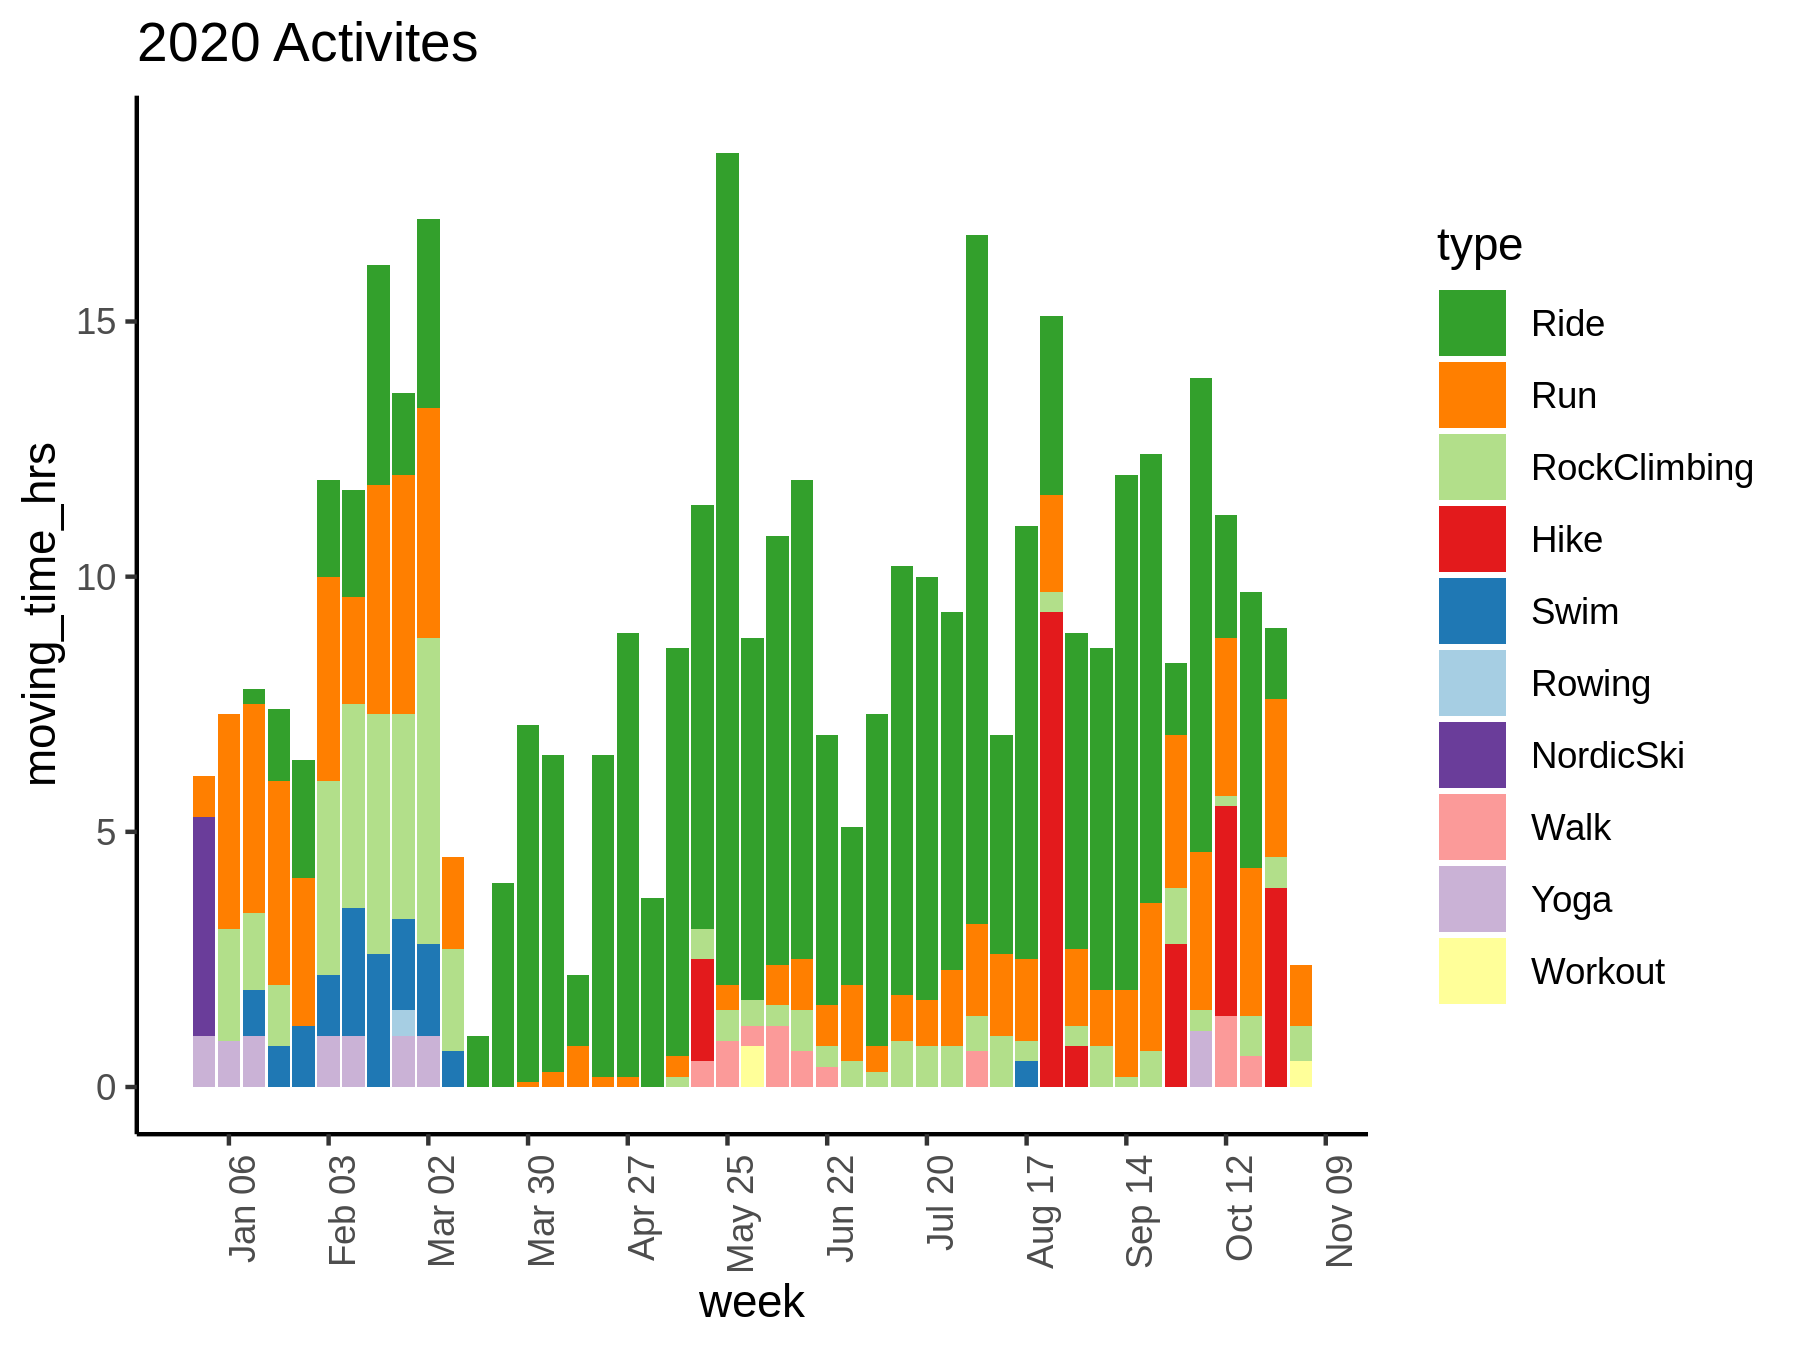 2020 Activites
moving_time_hrs
15
10
5
0
Jan 06
Feb 03
Mar 02
Mar 30
Apr 27
May 25
Jun 22
Jul 20
Aug 17
Sep 14
Oct 12
Nov 09
week
type
Ride
Run
RockClimbing
Hike
Swim
Rowing
NordicSki
Walk
Yoga
Workout